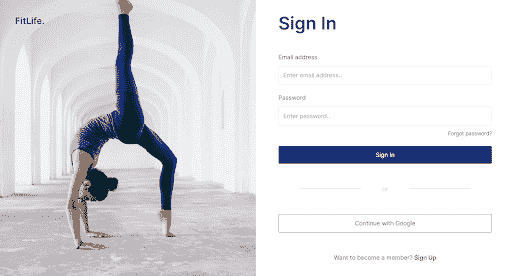 FitLife.
Sign In
Email address
Enter email address..
Password
Enter password...
Forgot password?
Sign in
or
Continue with Google
Want to become a member? Sign Up